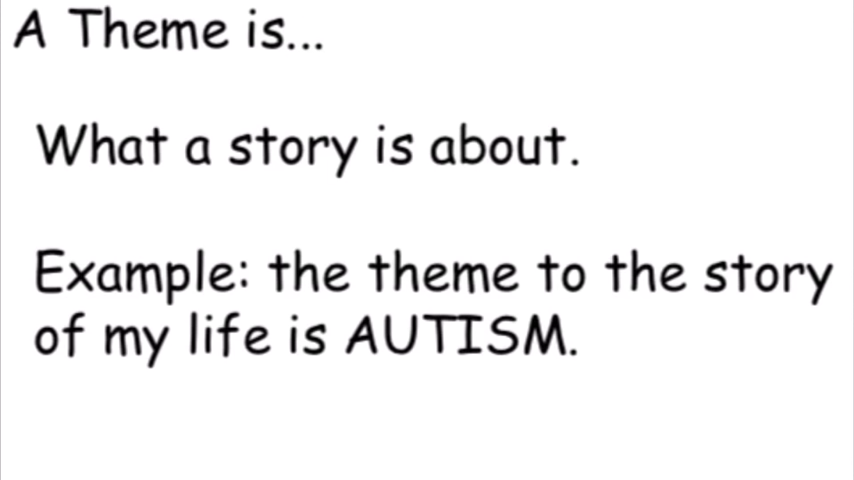 A Theme is...
What a story is about.
Example: the theme to the story
of my life is AUTISM.